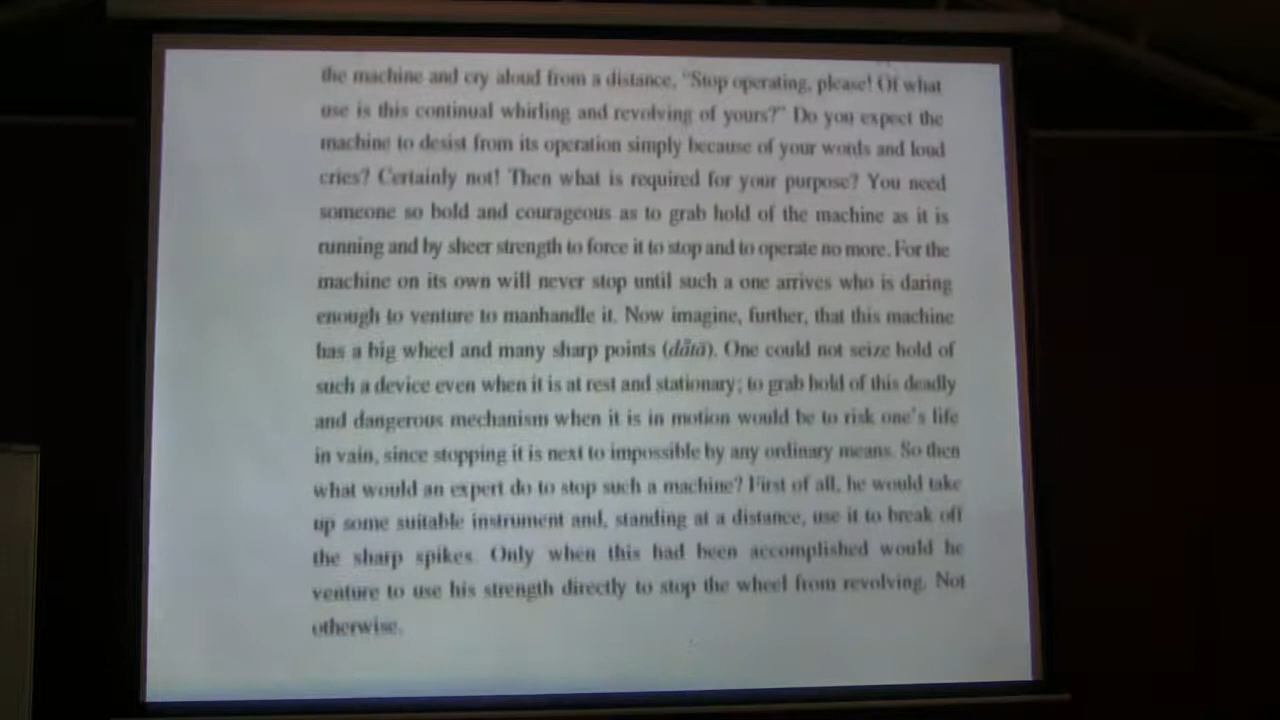 the machine and cry aloud from a distance, "Stop operating, please! Of what
use is this continual whirling and revolving of yours?" Do you expect the
machine to desist from its operation simply because of your words and loud
cries? Certainly not! Then what is required for your purpose? You need
someone so bold and courageous as to grab hold of the machine as it is
running and by sheer strength to force it to stop and to operate no more. For the
machine on its own will never stop until such a one arrives who is daring
enough to venture to manhandle it. Now imagine, further, that this machine
has a big wheel and many sharp points (dā̃tā). One could not seize hold of
such a device even when it is at rest and stationary; to grab hold of this deadly
and dangerous mechanism when it is in motion would be to risk one's life
in vain, since stopping it is next to impossible by any ordinary means. So then
what would an expert do to stop such a machine? First of all, he would take
up some suitable instrument and, standing at a distance, use it to break off
the sharp spikes. Only when this had been accomplished would he
venture to use his strength directly to stop the wheel from revolving. Not
otherwise.